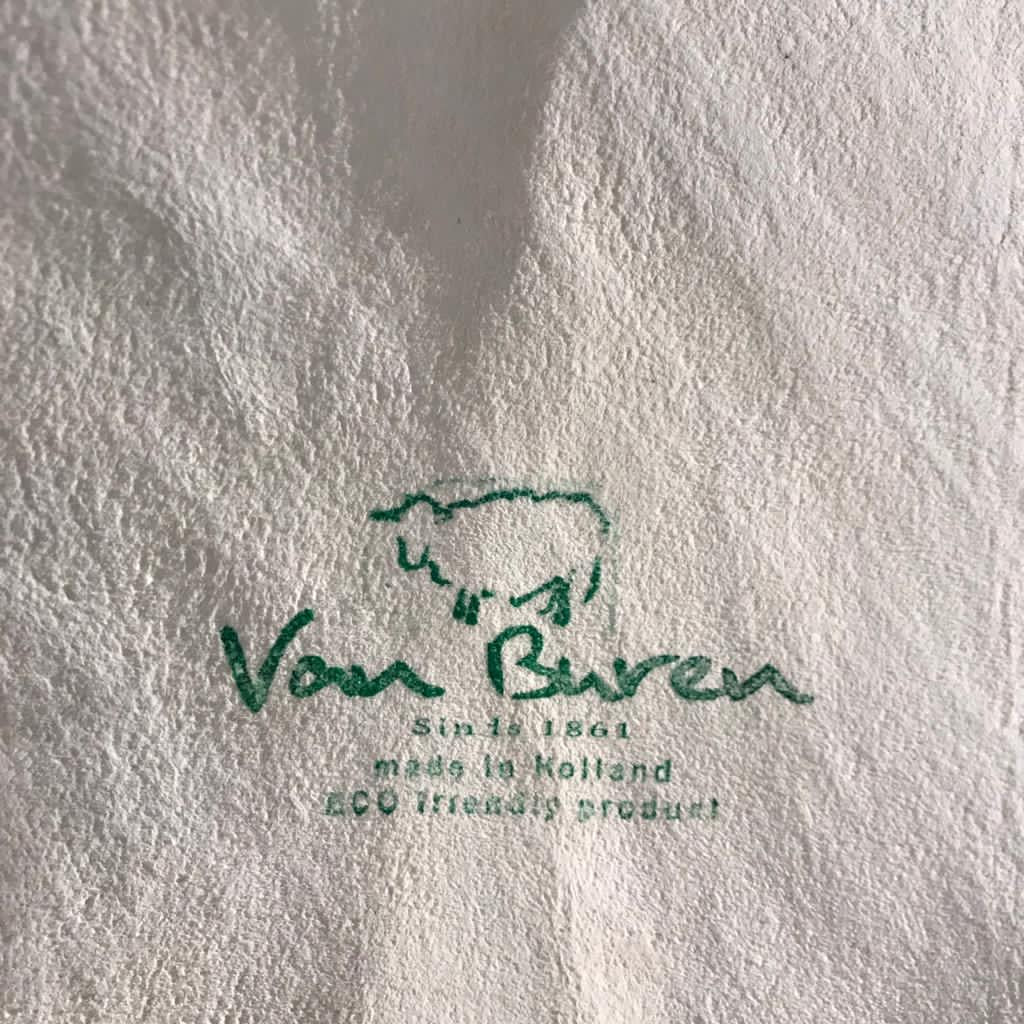 Van Buren
Sinds 1861
made in Holland
ECO friendly product